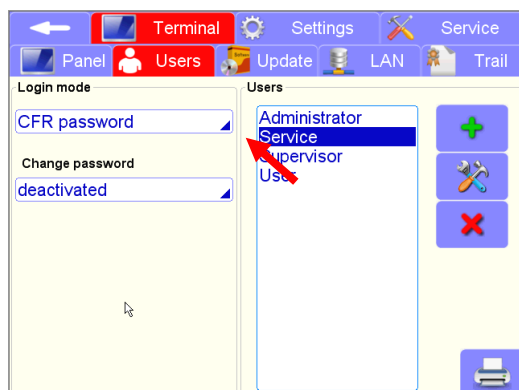 Terminal Settings Service
Panel Users Update LAN Trail
Login mode
CFR password
Change password
deactivated
Users
Administrator
Service
Supervisor
User